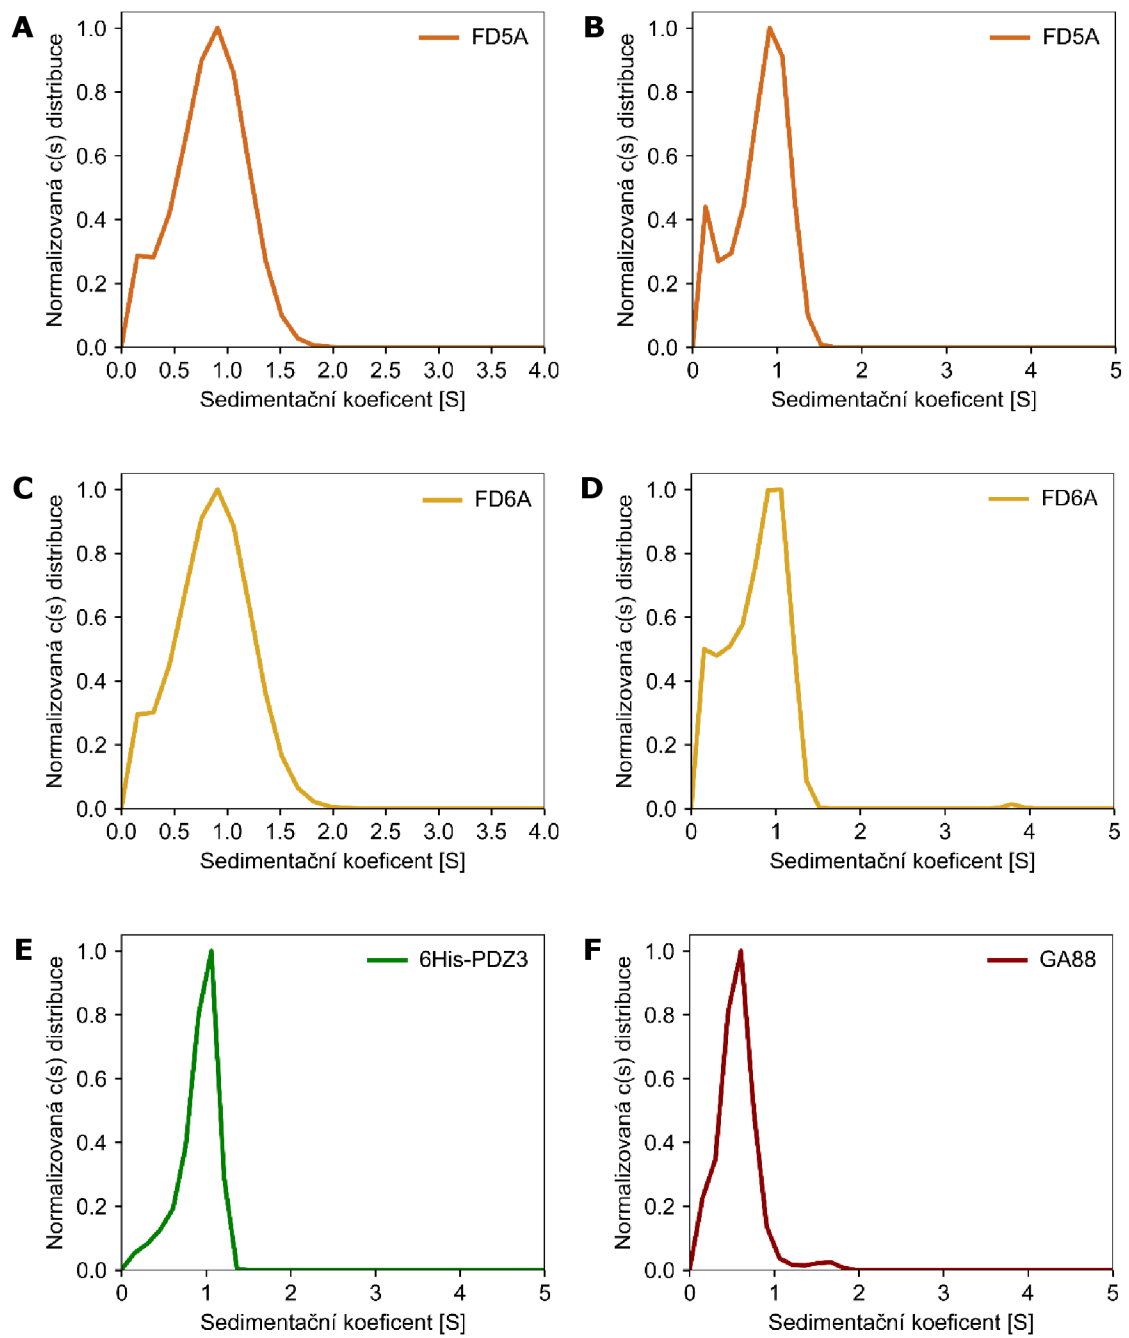 A
Normalizovaná c(s) distribuce
1.0
0.8
0.6
0.4
0.2
0.0
FD5A
0.0 0.5 1.0 1.5 2.0 2.5 3.0 3.5 4.0
Sedimentační koeficent [S]
B
Normalizovaná c(s) distribuce
1.0
0.8
0.6
0.4
0.2
0.0
FD5A
0 1 2 3 4 5
Sedimentační koeficent [S]
C
Normalizovaná c(s) distribuce
1.0
0.8
0.6
0.4
0.2
0.0
FD6A
0.0 0.5 1.0 1.5 2.0 2.5 3.0 3.5 4.0
Sedimentační koeficent [S]
D
Normalizovaná c(s) distribuce
1.0
0.8
0.6
0.4
0.2
0.0
FD6A
0 1 2 3 4 5
Sedimentační koeficent [S]
E
Normalizovaná c(s) distribuce
1.0
0.8
0.6
0.4
0.2
0.0
6His-PDZ3
0 1 2 3 4 5
Sedimentační koeficent [S]
F
Normalizovaná c(s) distribuce
1.0
0.8
0.6
0.4
0.2
0.0
GA88
0 1 2 3 4 5
Sedimentační koeficent [S]